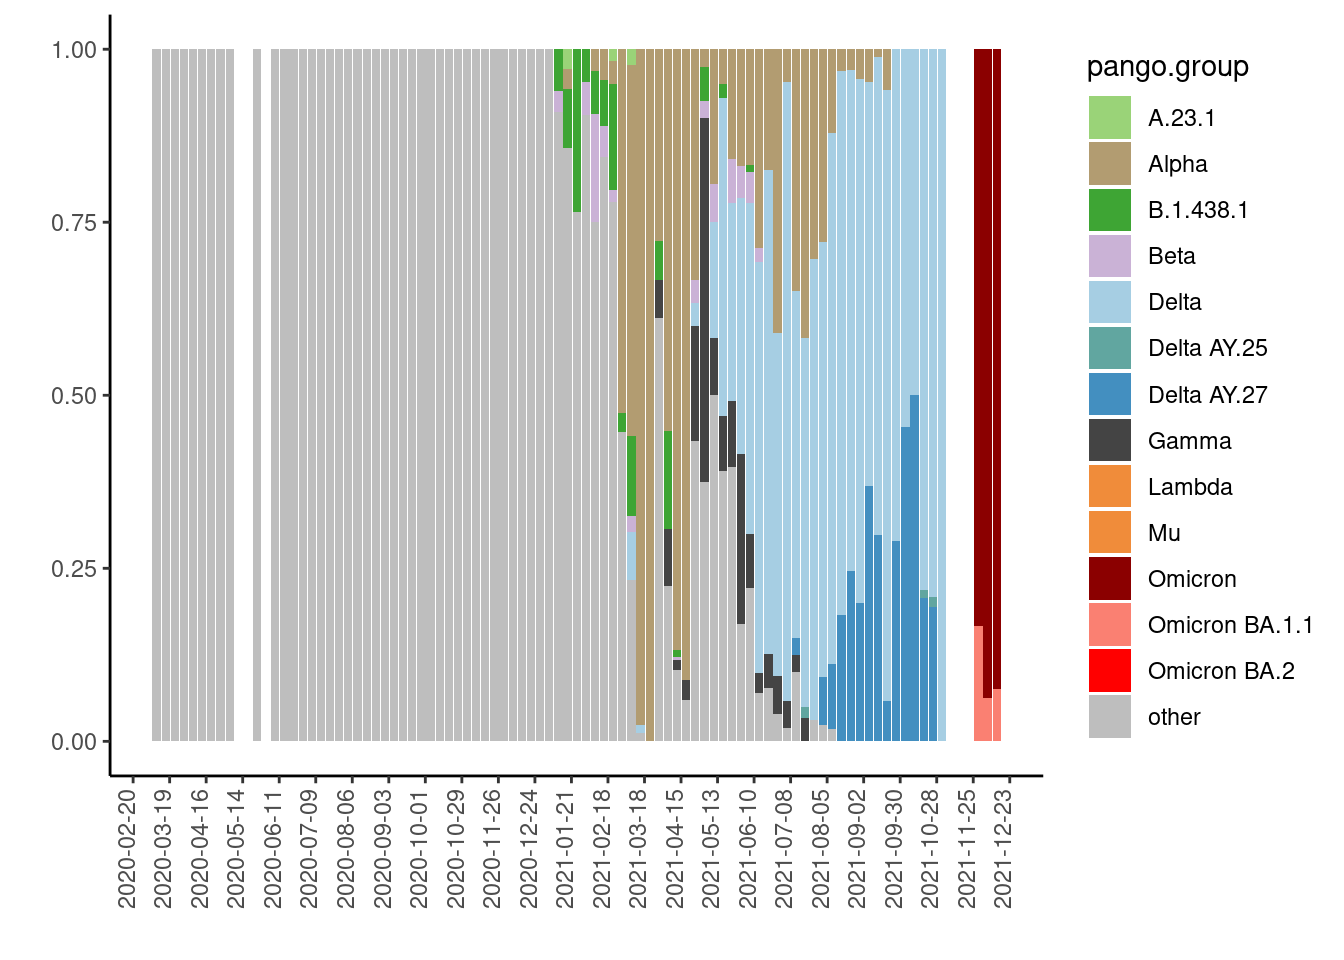 1.00
0.75
0.50
0.25
0.00
2020-02-20
2020-03-19
2020-04-16
2020-05-14
2020-06-11
2020-07-09
2020-08-06
2020-09-03
2020-10-01
2020-10-29
2020-11-26
2020-12-24
2021-01-21
2021-02-18
2021-03-18
2021-04-15
2021-05-13
2021-06-10
2021-07-08
2021-08-05
2021-09-02
2021-09-30
2021-10-28
2021-11-25
2021-12-23
pango.group
A.23.1
Alpha
B.1.438.1
Beta
Delta
Delta AY.25
Delta AY.27
Gamma
Lambda
Mu
Omicron
Omicron BA.1.1
Omicron BA.2
other